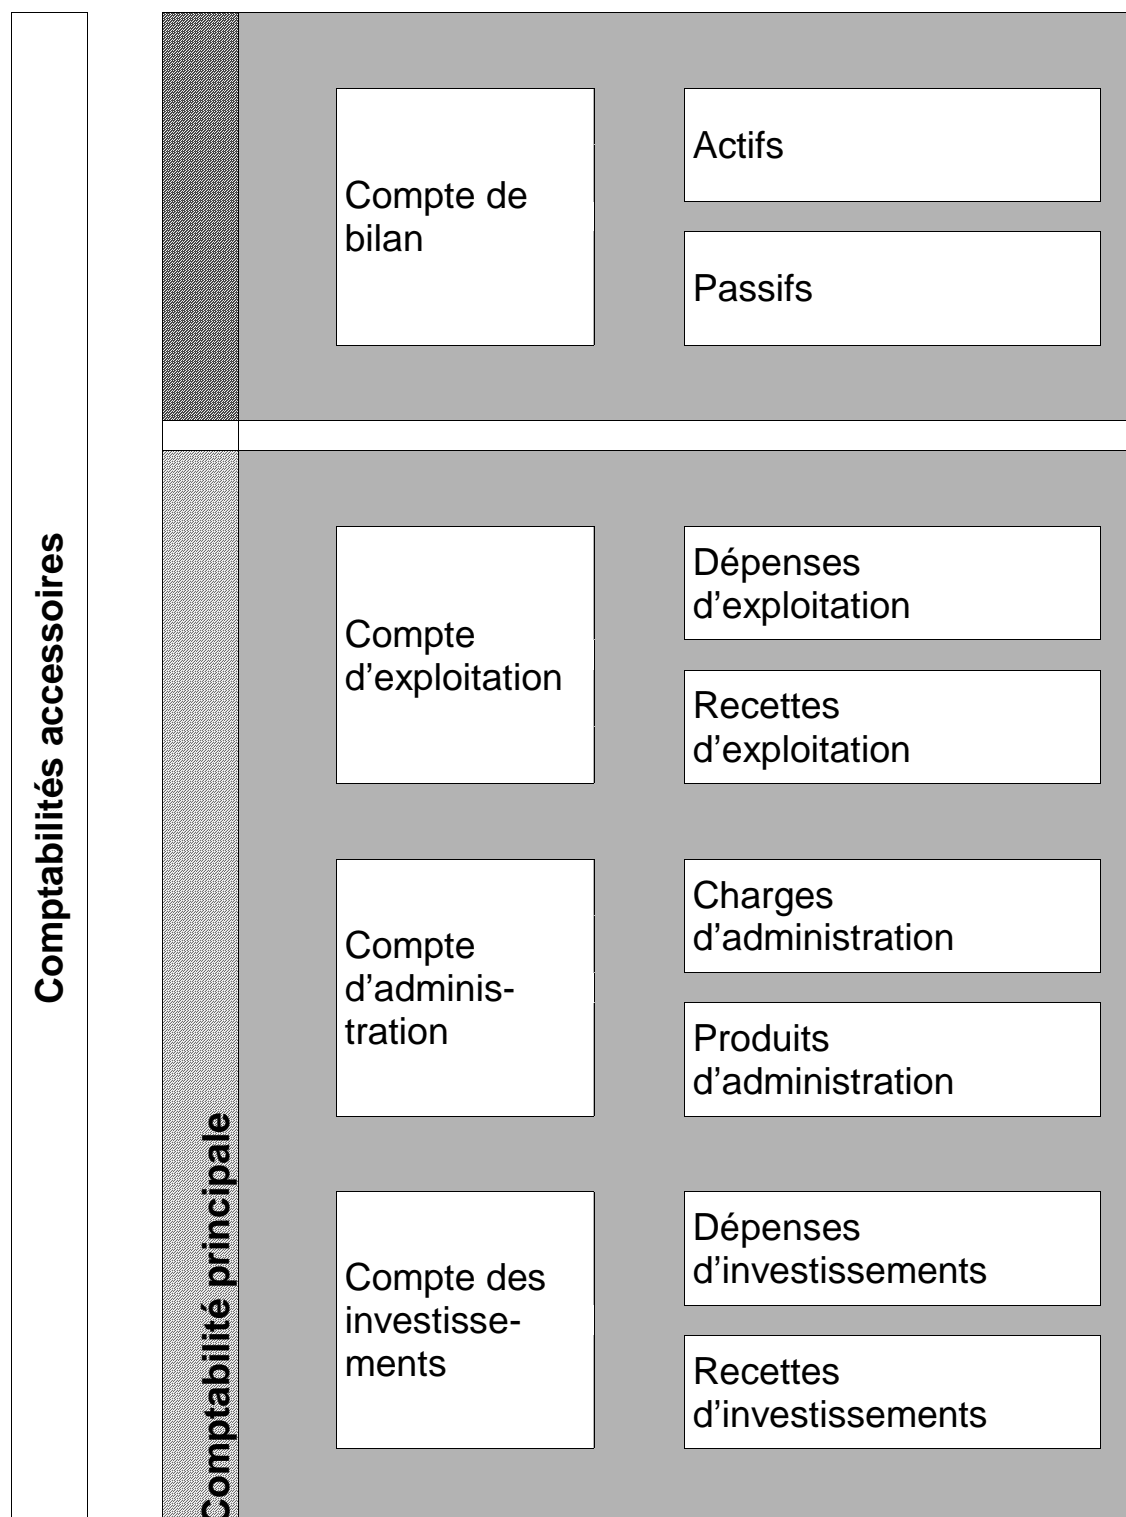 Comptabilités accessoires
Comptabilité principale
Compte de
bilan
Actifs
Passifs
Compte
d’exploitation
Dépenses
d’exploitation
Recettes
d’exploitation
Compte
d’adminis-
tration
Charges
d’administration
Produits
d’administration
Compte des
investisse-
ments
Dépenses
d’investissements
Recettes
d’investissements